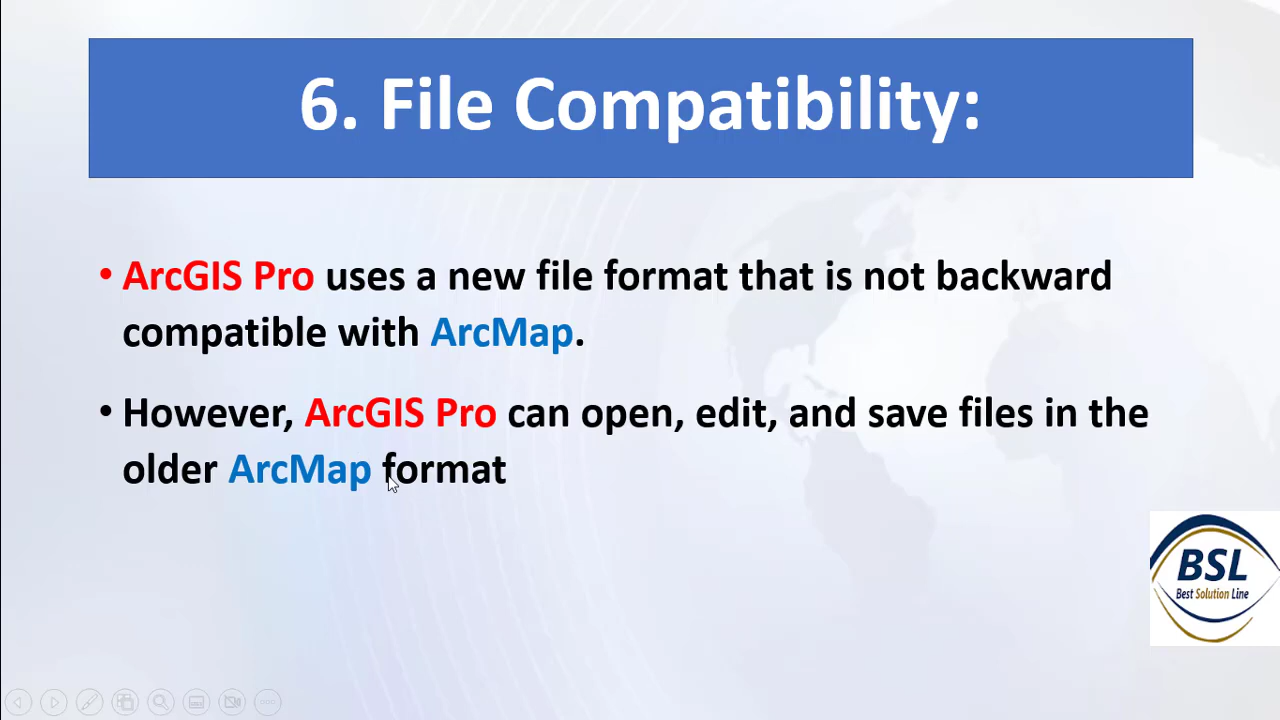 6. File Compatibility:
• ArcGIS Pro uses a new file format that is not backward
compatible with ArcMap.
• However, ArcGIS Pro can open, edit, and save files in the
older ArcMap format
BSL
Best Solution Line